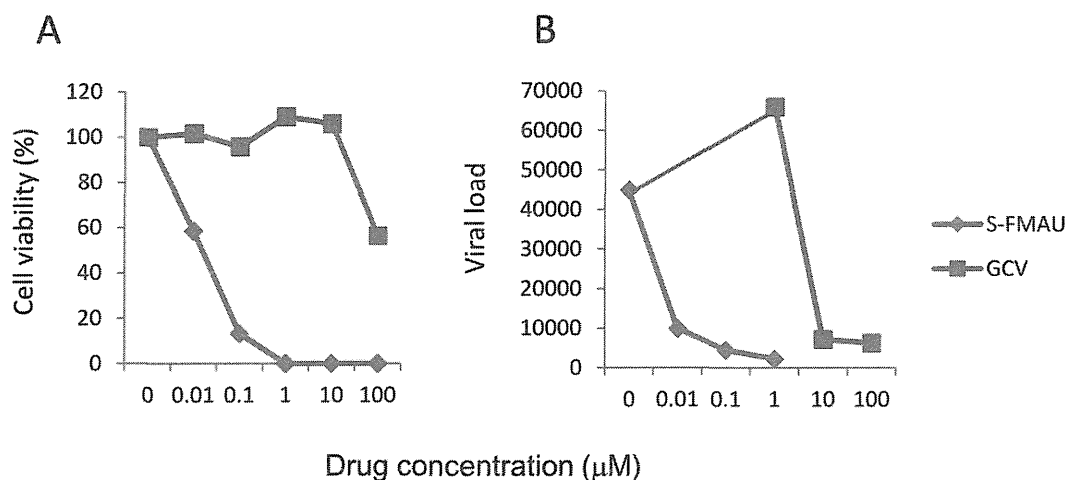 A
B
120
100
80
60
40
20
0
Cell viability (%)
0 0.01 0.1 1 10 100
70000
60000
50000
40000
30000
20000
10000
0
Viral load
0 0.01 0.1 1 10 100
S-FMAU
GCV
Drug concentration (μM)